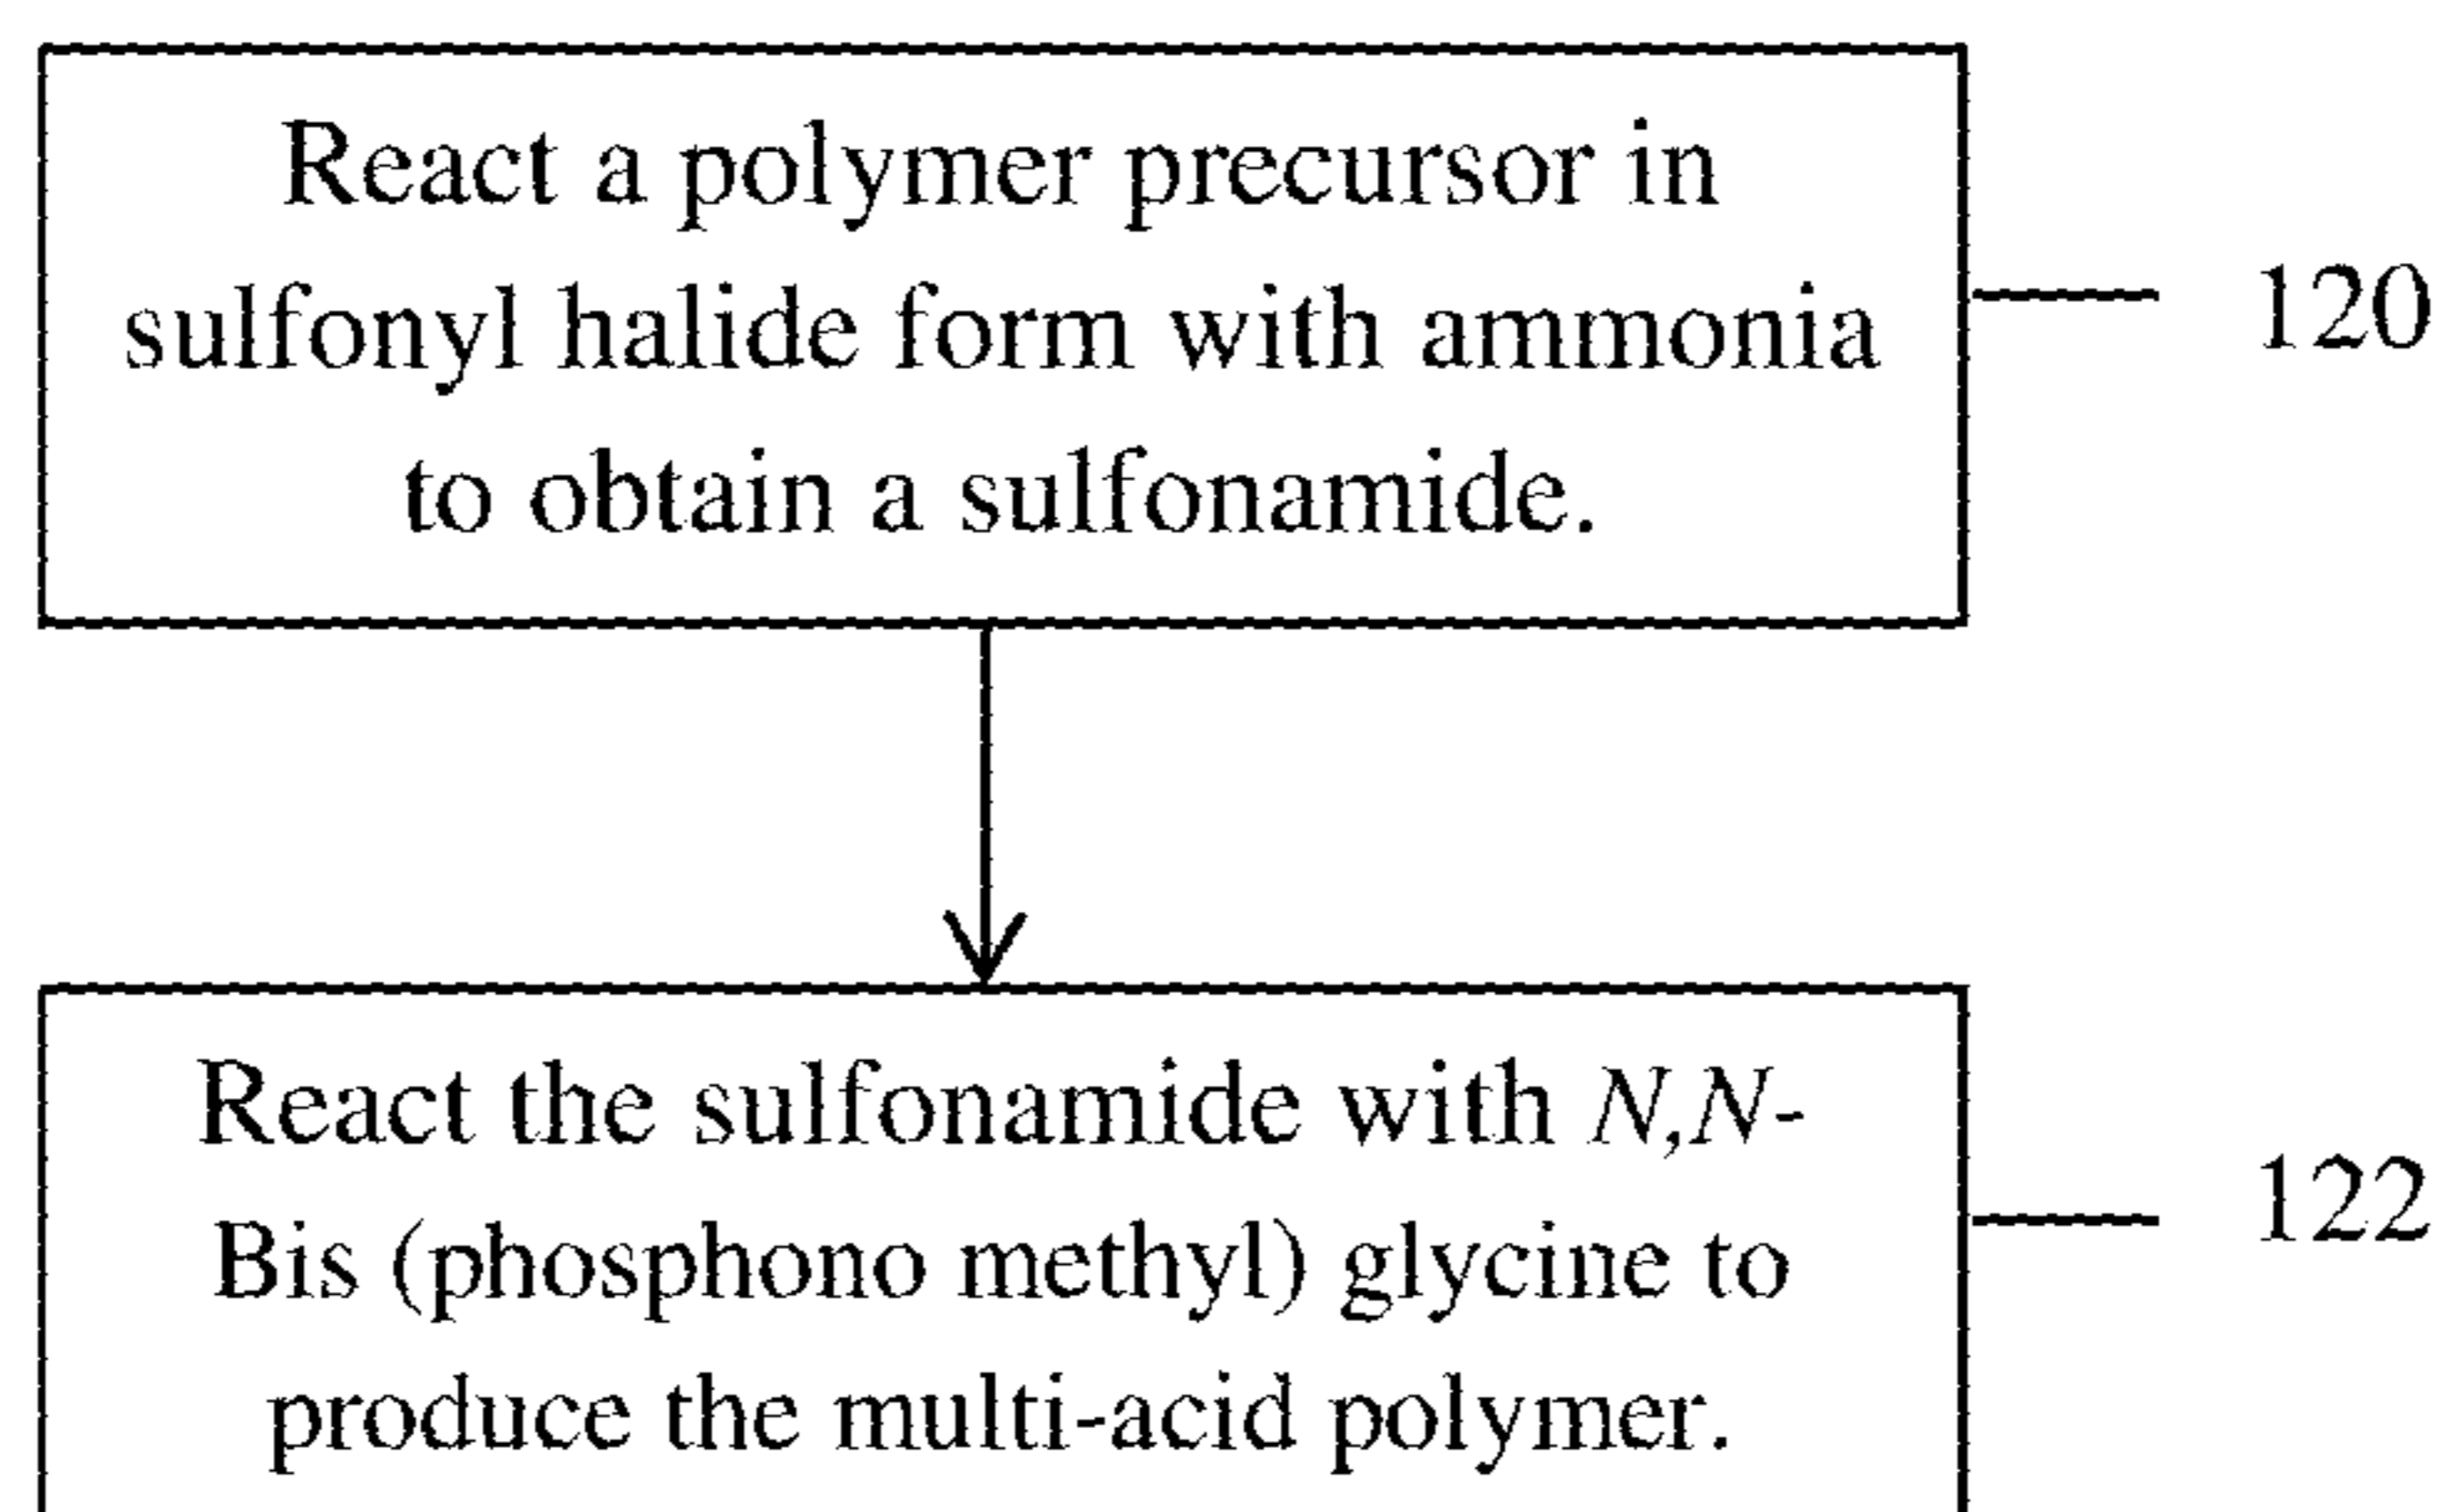 React a polymer precursor in
sulfonyl halide form with ammonia
to obtain a sulfonamide.
120
React the sulfonamide with N,N-
Bis (phosphono methyl) glycine to
produce the multi-acid polymer.
122